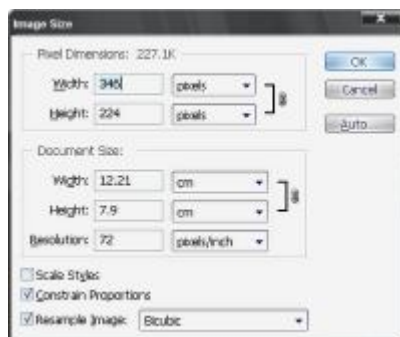 Image Size
Pixel Dimensions: 227.1K
Width: 346 pixels
Height: 224 pixels
OK
Cancel
Auto...
Document Size:
Width: 12.21 cm
Height: 7.9 cm
Resolution: 72 pixels/inch
Scale Styles
Constrain Proportions
Resample Image: Bicubic